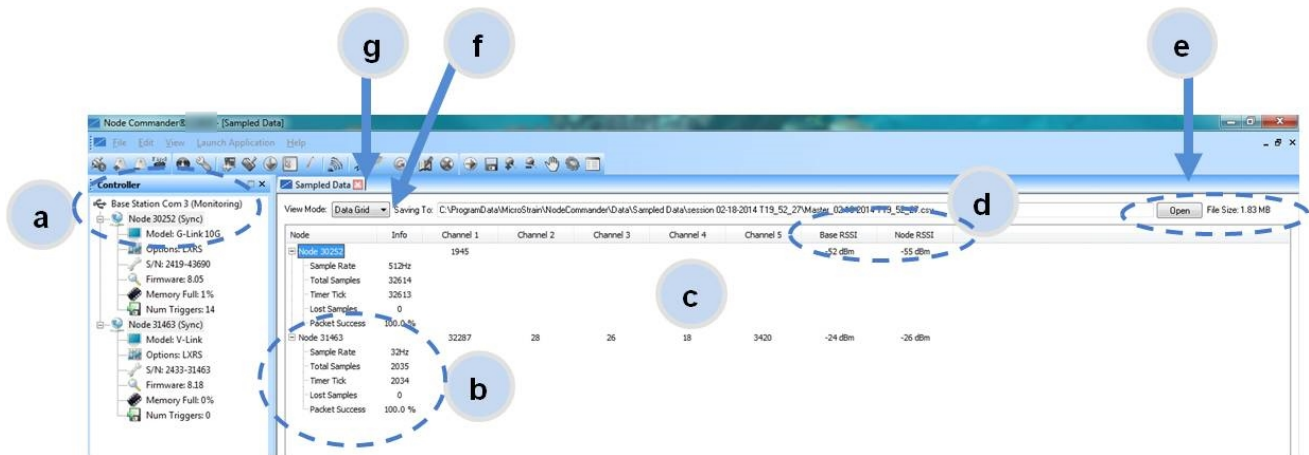 g
f
e
Node Commander® - [Sampled Data]
File Edit View Launch Application Help
a
Controller
Base Station Com 3 (Monitoring)
Node 30252 (Sync)
Model: G-Link 10G
Options: LXRS
S/N: 2419-43690
Firmware: 8.05
Memory Full: 1%
Num Triggers: 14
Node 31463 (Sync)
Model: V-Link
Options: LXRS
S/N: 2433-31463
Firmware: 8.18
Memory Full: 0%
Num Triggers: 0
Sampled Data
View Mode: Data Grid Saving To: C:\ProgramData\MicroStrain\NodeCommander\Data\Sampled Data\session 02-18-2014 T19_52_27\Master_02-18-2014 T19_52_27.csv Open File Size: 1.83 MB
d
Node Info Channel 1 Channel 2 Channel 3 Channel 4 Channel 5 Base RSSI Node RSSI
Node 30252 1945 -52 dBm -55 dBm
Sample Rate 512Hz
Total Samples 32614
Timer Tick 32613
Lost Samples 0
Packet Success 100.0 %
c
Node 31463 32287 28 26 18 3420 -24 dBm -26 dBm
Sample Rate 32Hz
Total Samples 2035
Timer Tick 2034
Lost Samples 0
Packet Success 100.0 %
b